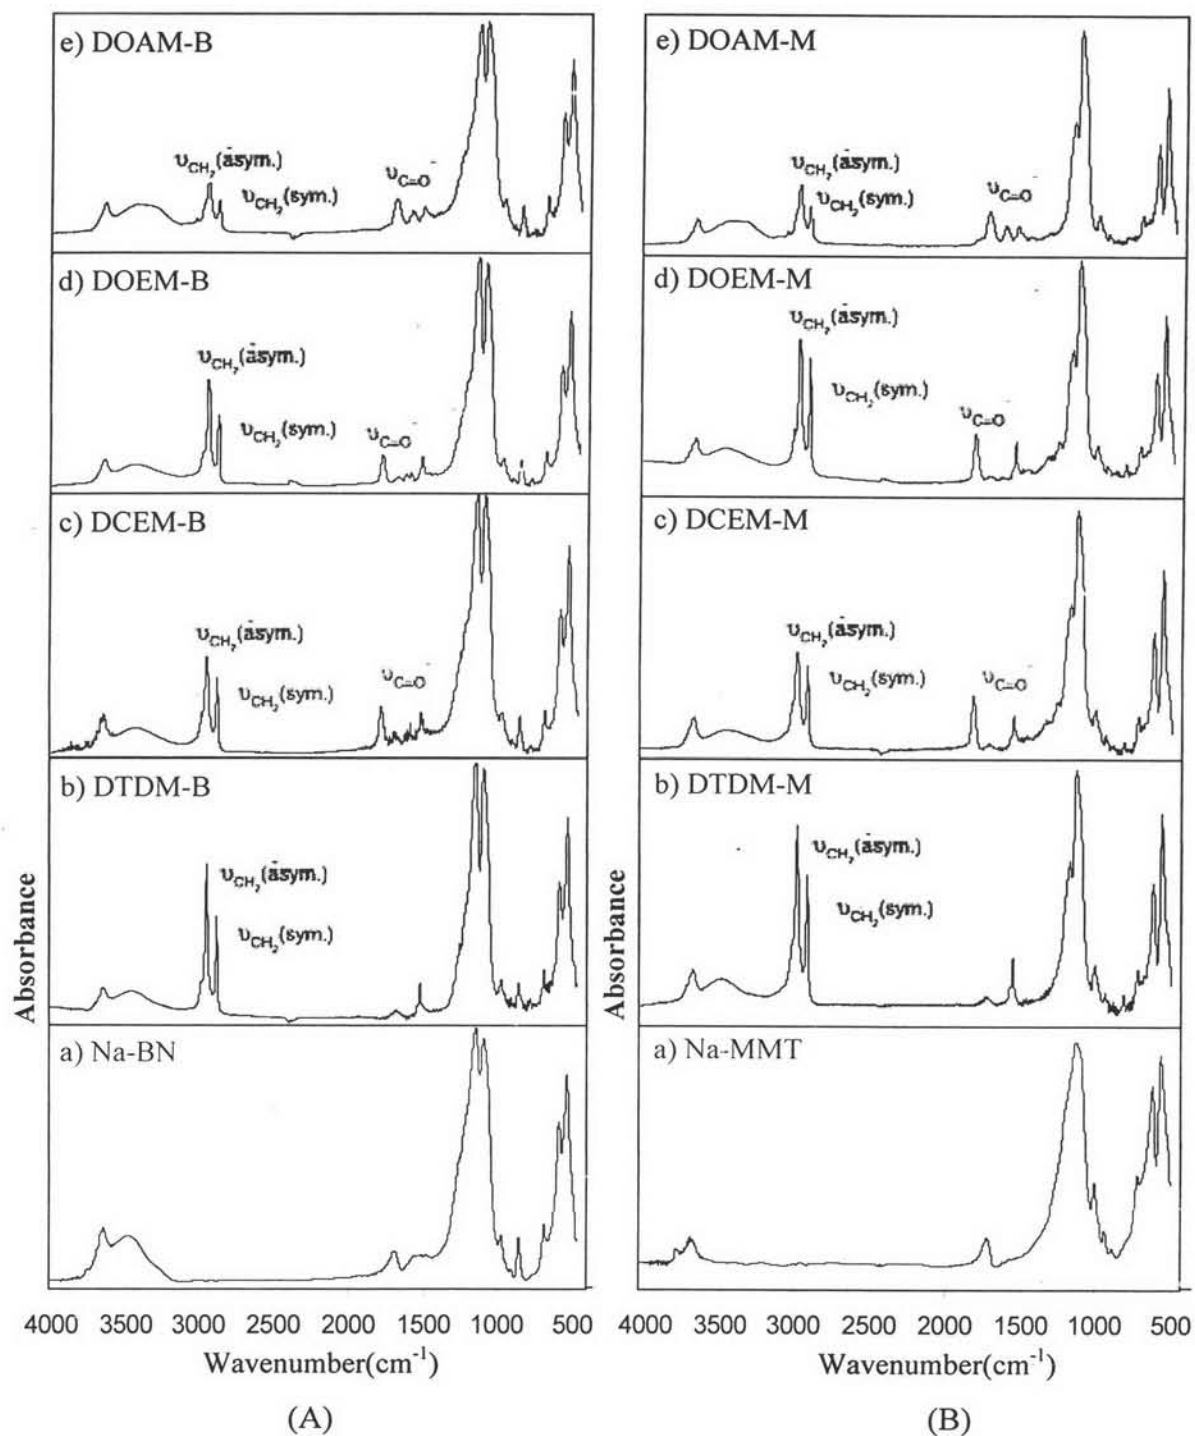 e) DOAM-B
υCH₂(asym.)
υCH₂(sym.)
υC=O
d) DOEM-B
υCH₂(asym.)
υCH₂(sym.)
υC=O
c) DCEM-B
υCH₂(asym.)
υCH₂(sym.)
υC=O
b) DTDM-B
υCH₂(asym.)
υCH₂(sym.)
a) Na-BN
Absorbance
4000 3500 3000 2500 2000 1500 1000 500
Wavenumber(cm⁻¹)
(A)
e) DOAM-M
υCH₂(asym.)
υCH₂(sym.)
υC=O
d) DOEM-M
υCH₂(asym.)
υCH₂(sym.)
υC=O
c) DCEM-M
υCH₂(asym.)
υCH₂(sym.)
υC=O
b) DTDM-M
υCH₂(asym.)
υCH₂(sym.)
a) Na-MMT
Absorbance
4000 3500 3000 2500 2000 1500 1000 500
Wavenumber(cm⁻¹)
(B)